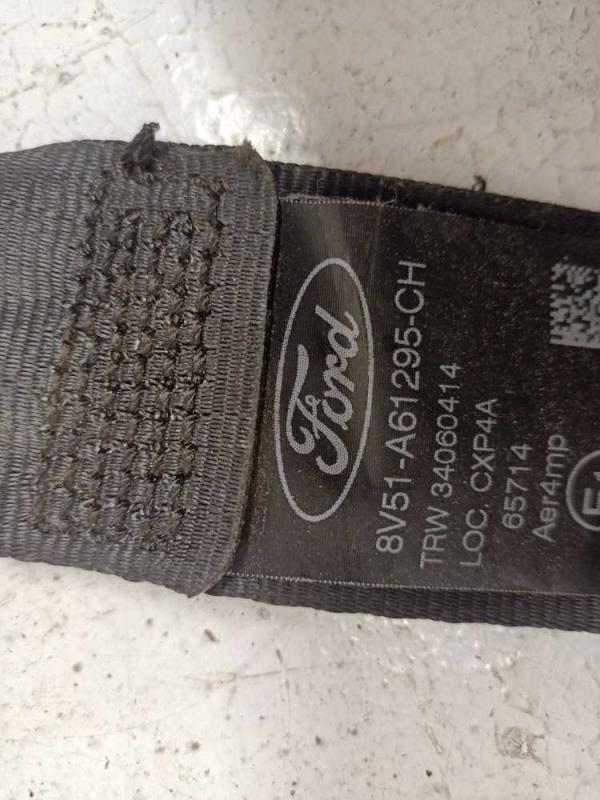 Ford
8V51-A61295-CH
TRW 34060414
LOC. CXP4A
65714
Aer4mp